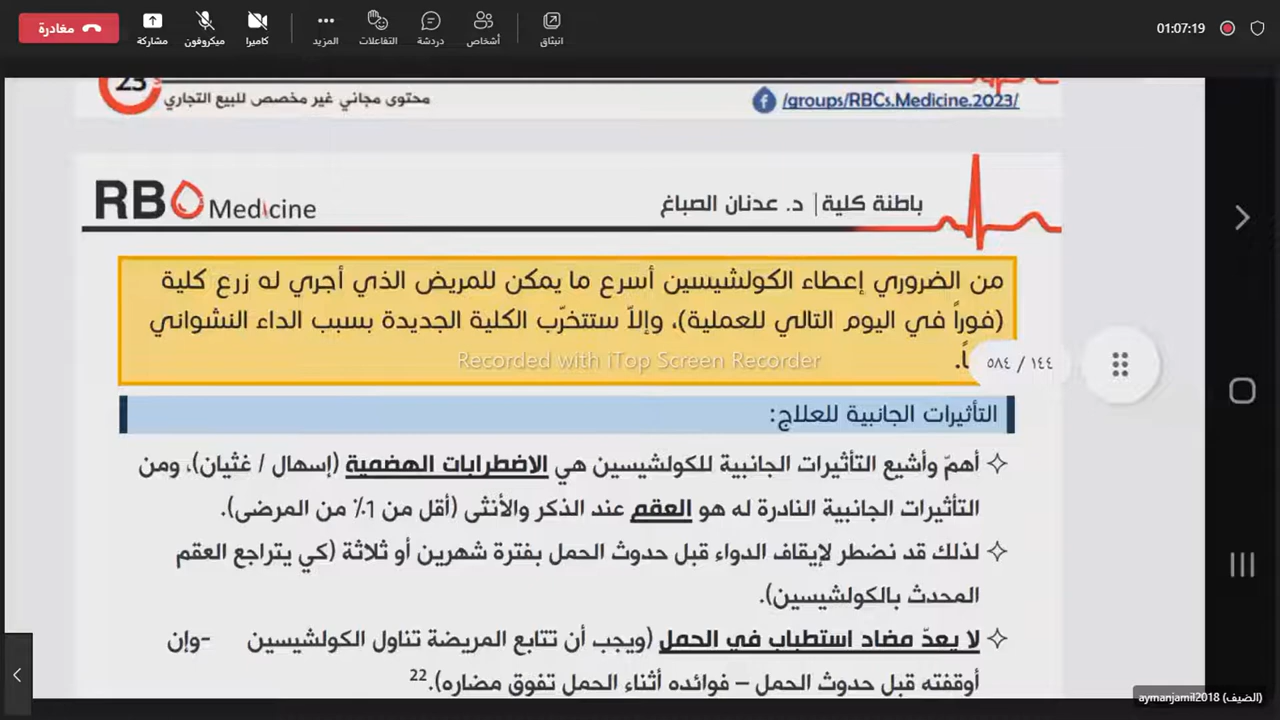 مغادرة
مشاركة
ميكروفون
كاميرا
المزيد
التفاعلات
دردشة
أشخاص
انبثاق
01:07:19
23
محتوى مجاني غير مخصص للبيع التجاري
/groups/RBCs.Medicine.2023/
RB Medicine
باطنة كلية | د. عدنان الصباغ
من الضروري إعطاء الكولشيسين أسرع ما يمكن للمريض الذي أجري له زرع كلية
(فوراً في اليوم التالي للعملية)، وإلاّ ستتخرّب الكلية الجديدة بسبب الداء النشواني
Recorded with iTop Screen Recorder
١٤٤ / ٥٨٤
التأثيرات الجانبية للعلاج:
أهمّ وأشيع التأثيرات الجانبية للكولشيسين هي الاضطرابات الهضمية (إسهال / غثيان)، ومن
التأثيرات الجانبية النادرة له هو العقم عند الذكر والأنثى (أقل من 1٪ من المرضى).
لذلك قد نضطر لإيقاف الدواء قبل حدوث الحمل بفترة شهرين أو ثلاثة (كي يتراجع العقم
المحدث بالكولشيسين).
لا يعدّ مضاد استطباب في الحمل (ويجب أن تتابع المريضة تناول الكولشيسين -وإن
أوقفته قبل حدوث الحمل – فوائده أثناء الحمل تفوق مضاره).22
aymanjamil2018 (الضيف)